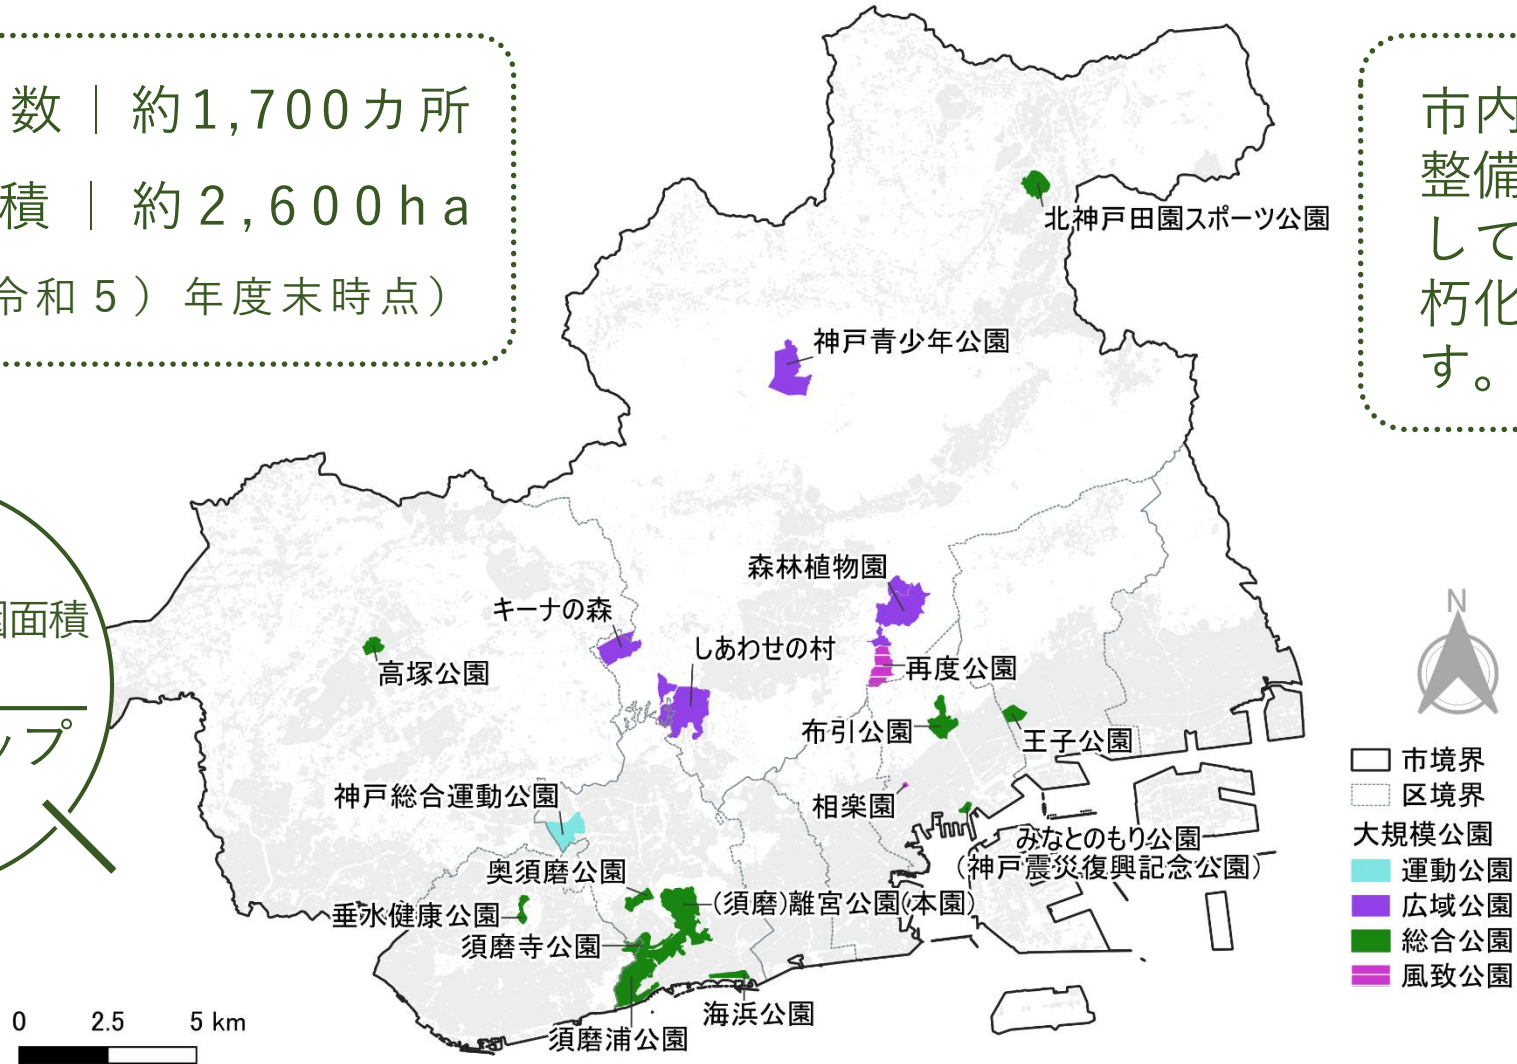 数｜約1,700カ所
積｜約2,600ha
令和５）年度末時点）
市内
整備
して
朽化
す。
北神戸田園スポーツ公園
神戸青少年公園
森林植物園
キーナの森
しあわせの村
再度公園
高塚公園
布引公園
王子公園
神戸総合運動公園
相楽園
みなとのもり公園
(神戸震災復興記念公園)
奥須磨公園
(須磨)離宮公園(本園)
垂水健康公園
須磨寺公園
海浜公園
須磨浦公園
園面積
ップ
N
市境界
区境界
大規模公園
運動公園
広域公園
総合公園
風致公園
0 2.5 5 km